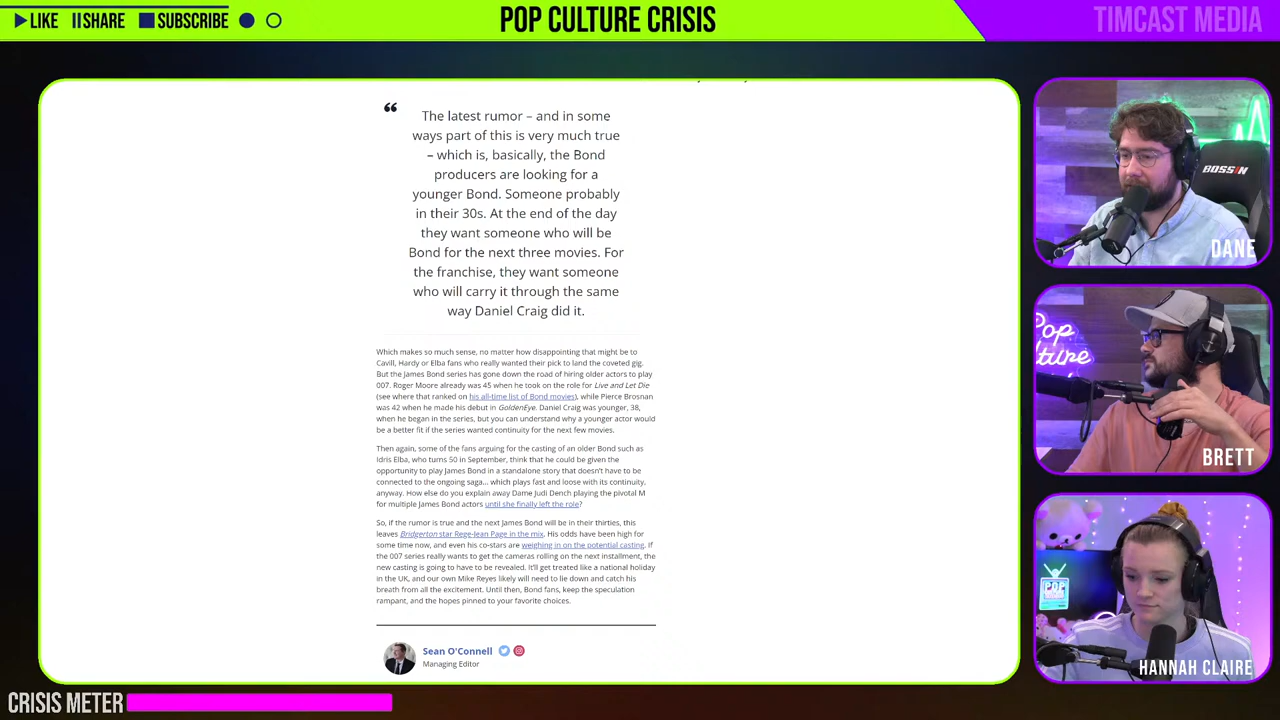 LIKE SHARE SUBSCRIBE
POP CULTURE CRISIS
TIMCAST MEDIA
“
The latest rumor – and in some
ways part of this is very much true
– which is, basically, the Bond
producers are looking for a
younger Bond. Someone probably
in their 30s. At the end of the day
they want someone who will be
Bond for the next three movies. For
the franchise, they want someone
who will carry it through the same
way Daniel Craig did it.
Which makes so much sense, no matter how disappointing that might be to
Cavill, Hardy or Elba fans who really wanted their pick to land the coveted gig.
But the James Bond series has gone down the road of hiring older actors to play
007. Roger Moore already was 45 when he took on the role for Live and Let Die
(see where that ranked on his all-time list of Bond movies), while Pierce Brosnan
was 42 when he made his debut in GoldenEye. Daniel Craig was younger, 38,
when he began in the series, but you can understand why a younger actor would
be a better fit if the series wanted continuity for the next few movies.
Then again, some of the fans arguing for the casting of an older Bond such as
Idris Elba, who turns 50 in September, think that he could be given the
opportunity to play James Bond in a standalone story that doesn't have to be
connected to the ongoing saga... which plays fast and loose with its continuity,
anyway. How else do you explain away Dame Judi Dench playing the pivotal M
for multiple James Bond actors until she finally left the role?
So, if the rumor is true and the next James Bond will be in their thirties, this
leaves Bridgerton star Rege-Jean Page in the mix. His odds have been high for
some time now, and even his co-stars are weighing in on the potential casting. If
the 007 series really wants to get the cameras rolling on the next installment, the
new casting is going to have to be revealed. It'll get treated like a national holiday
in the UK, and our own Mike Reyes likely will need to lie down and catch his
breath from all the excitement. Until then, Bond fans, keep the speculation
rampant, and the hopes pinned to your favorite choices.
Sean O'Connell
Managing Editor
BOSSIN
DANE
Pop
lture
BRETT
POP
HANNAH CLAIRE
CRISIS METER